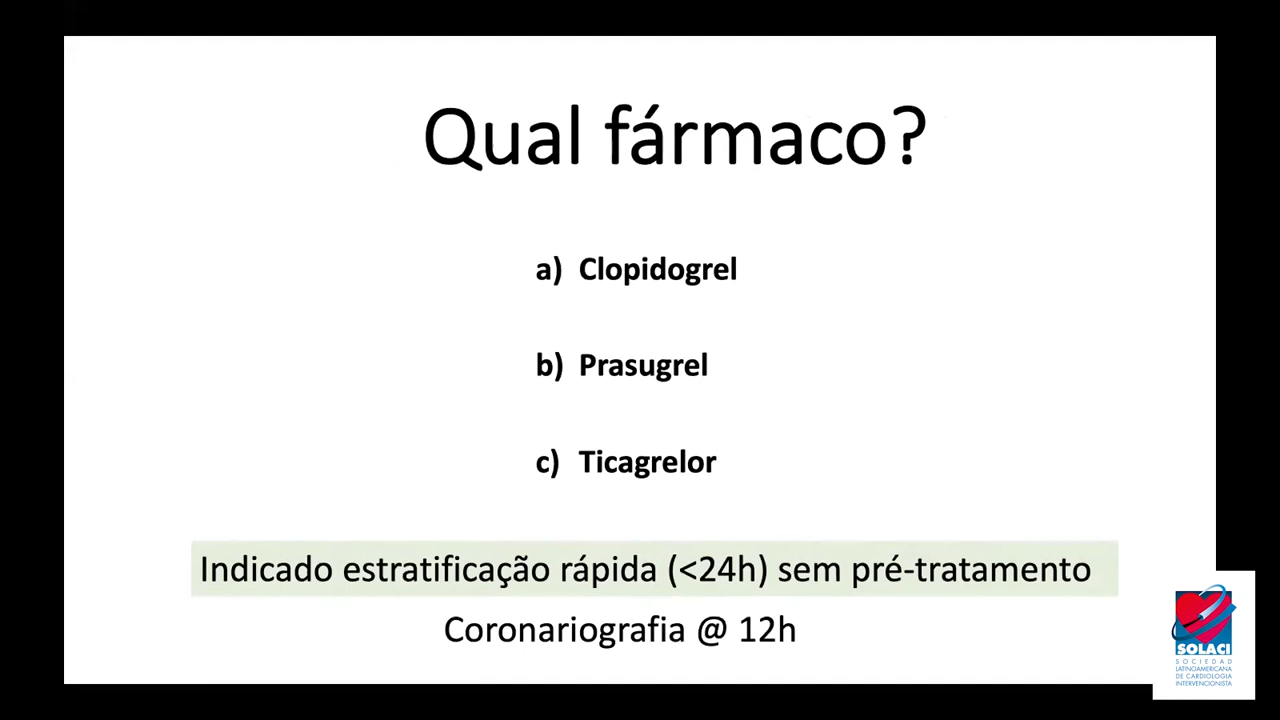 Qual fármaco?
a) Clopidogrel
b) Prasugrel
c) Ticagrelor
Indicado estratificação rápida (<24h) sem pré-tratamento
Coronariografia @ 12h
SOLACI
SOCIEDAD
LATINOAMERICANA
DE CARDIOLOGIA
INTERVENCIONISTA